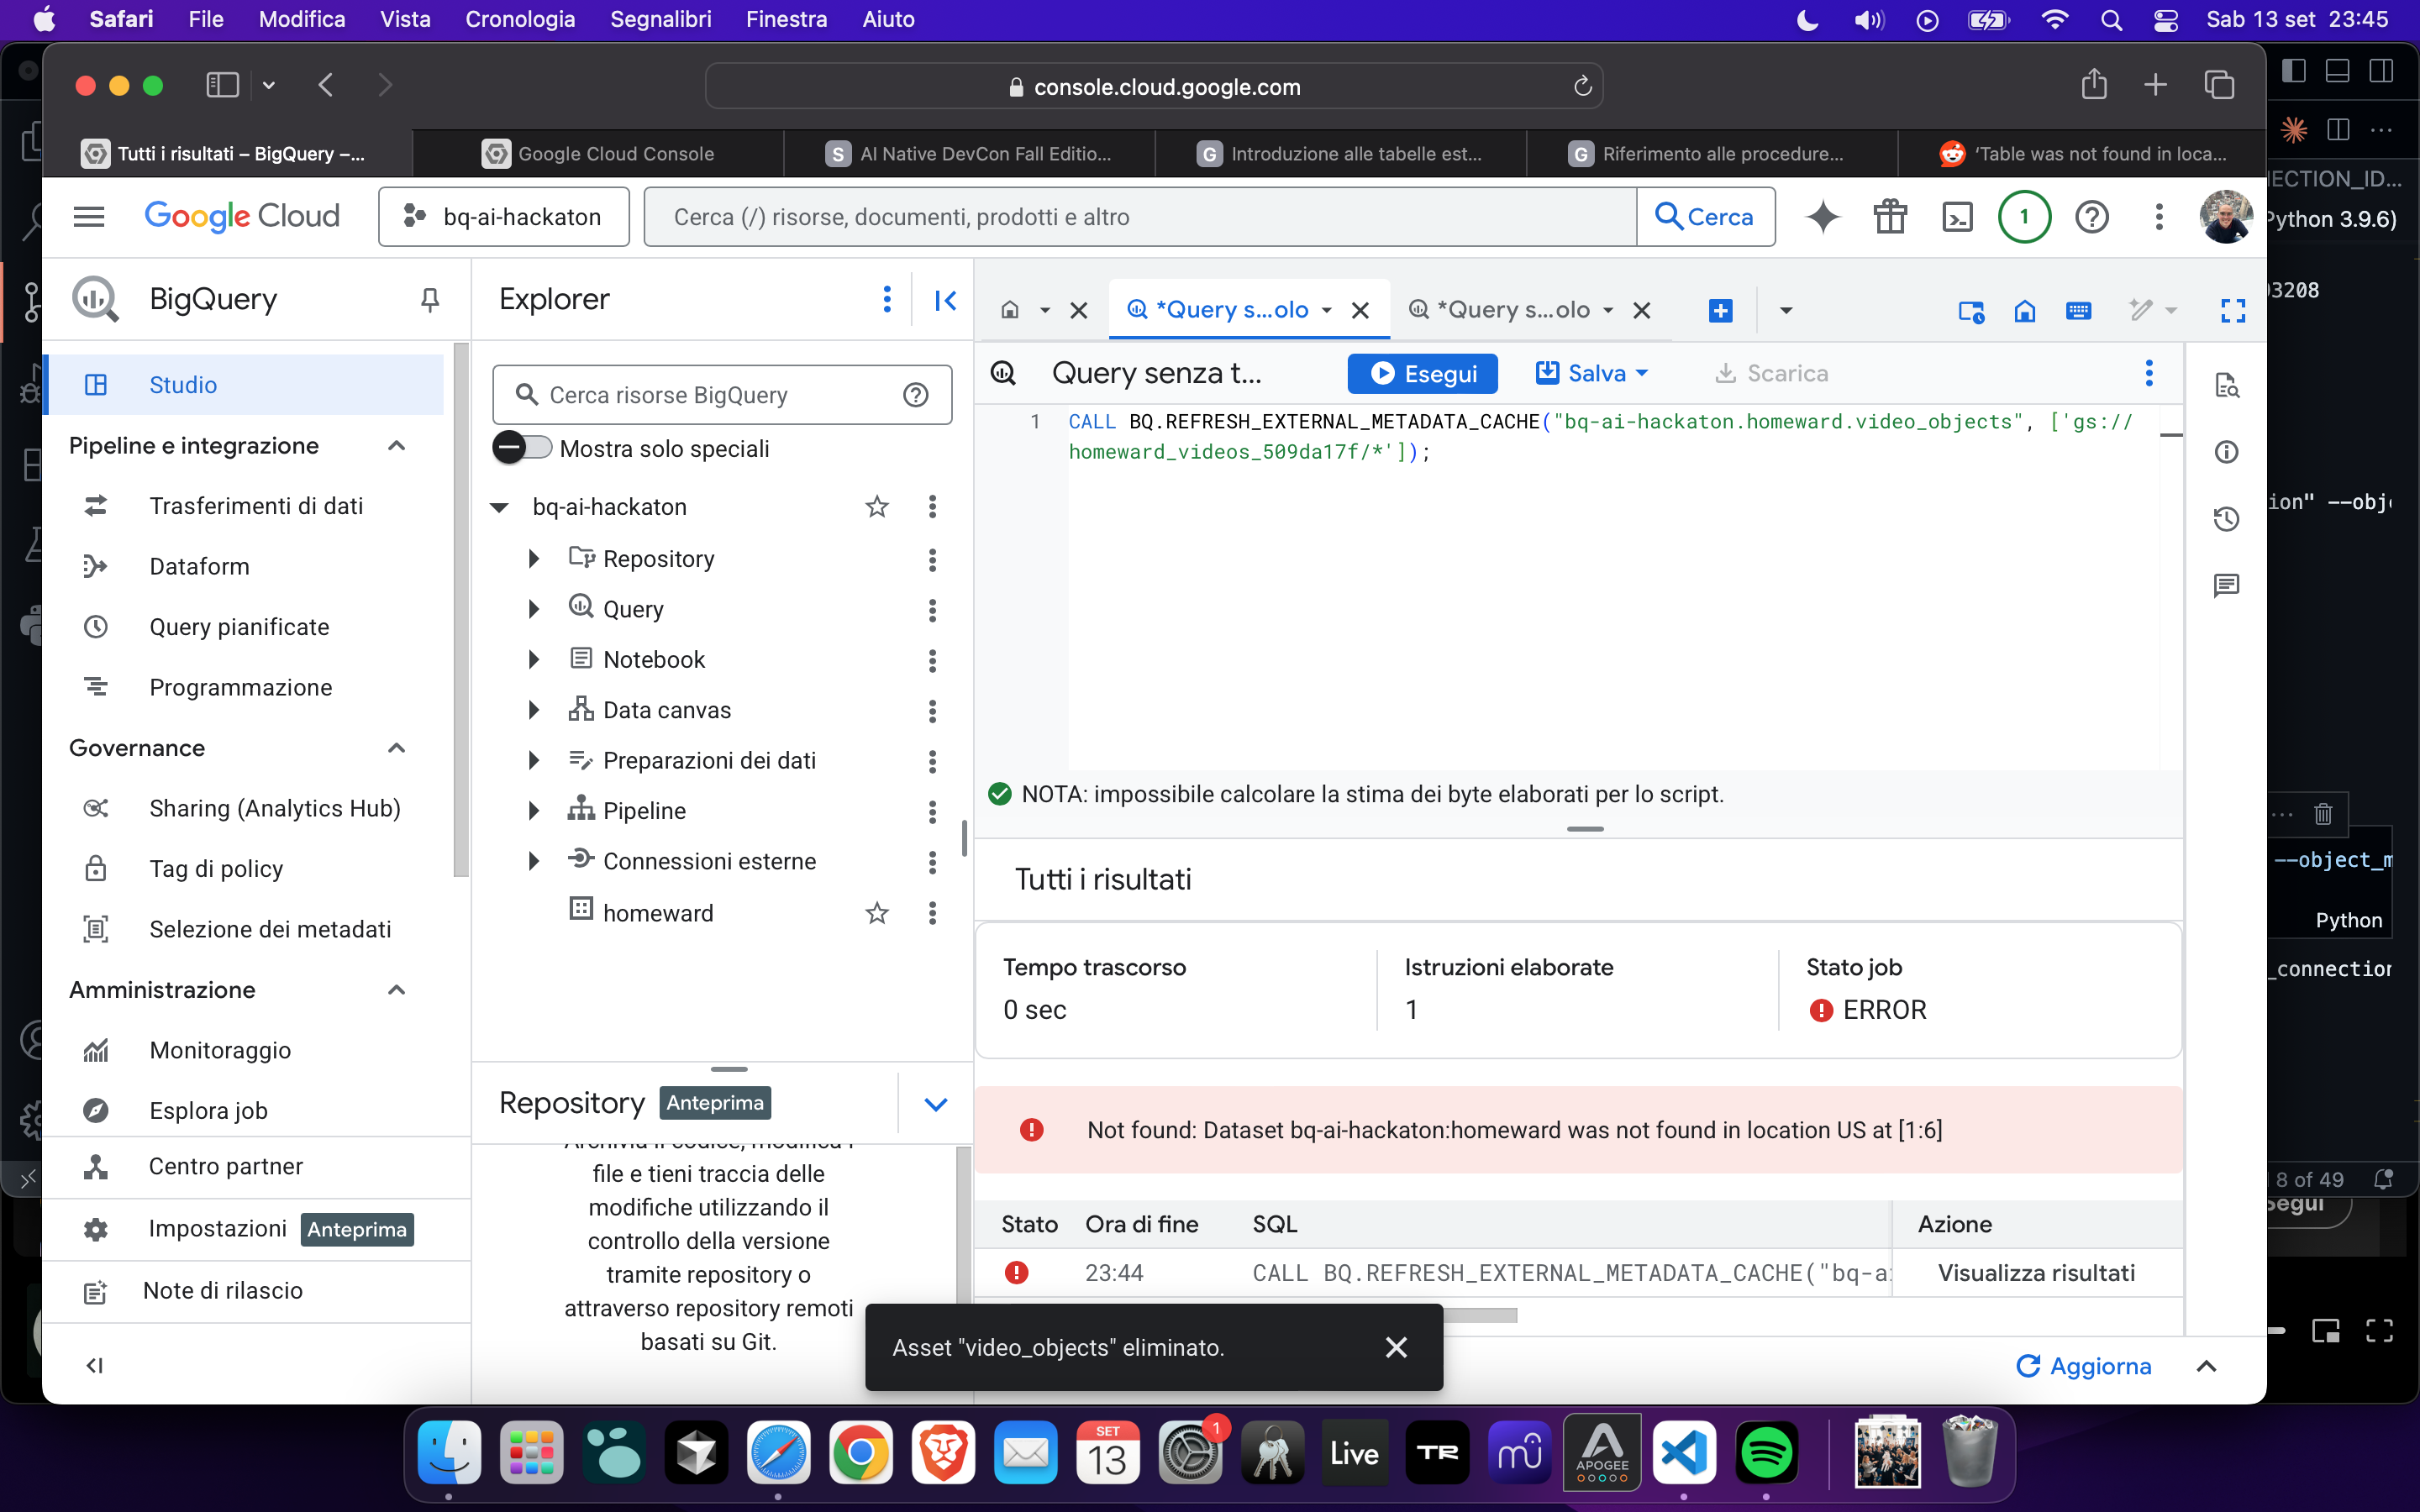 Safari File Modifica Vista Cronologia Segnalibri Finestra Aiuto
Sab 13 set 23:45
console.cloud.google.com
Tutti i risultati – BigQuery –...
Google Cloud Console
S AI Native DevCon Fall Editio...
G Introduzione alle tabelle est...
G Riferimento alle procedure...
'Table was not found in loca...
Google Cloud
bq-ai-hackaton
Cerca (/) risorse, documenti, prodotti e altro
Cerca
1
BigQuery
Studio
Pipeline e integrazione
Trasferimenti di dati
Dataform
Query pianificate
Programmazione
Governance
Sharing (Analytics Hub)
Tag di policy
Selezione dei metadati
Amministrazione
Monitoraggio
Esplora job
Centro partner
Impostazioni Anteprima
Note di rilascio
Explorer
Cerca risorse BigQuery
Mostra solo speciali
bq-ai-hackaton
Repository
Query
Notebook
Data canvas
Preparazioni dei dati
Pipeline
Connessioni esterne
homeward
Repository Anteprima
file e tieni traccia delle
modifiche utilizzando il
controllo della versione
tramite repository o
attraverso repository remoti
basati su Git.
*Query s...olo
*Query s...olo
Query senza t...
Esegui
Salva
Scarica
1 CALL BQ.REFRESH_EXTERNAL_METADATA_CACHE("bq-ai-hackaton.homeward.video_objects", ['gs://
homeward_videos_509da17f/*']);
NOTA: impossibile calcolare la stima dei byte elaborati per lo script.
Tutti i risultati
Tempo trascorso
0 sec
Istruzioni elaborate
1
Stato job
ERROR
Not found: Dataset bq-ai-hackaton:homeward was not found in location US at [1:6]
Stato Ora di fine SQL Azione
23:44 CALL BQ.REFRESH_EXTERNAL_METADATA_CACHE("bq-a Visualizza risultati
Asset "video_objects" eliminato.
Aggiorna
ECTION_ID...
ython 3.9.6)
3208
ion" --obj
--object_m
Python
_connection
8 of 49
egui
1
SET
13
Live
TR
APOGEE